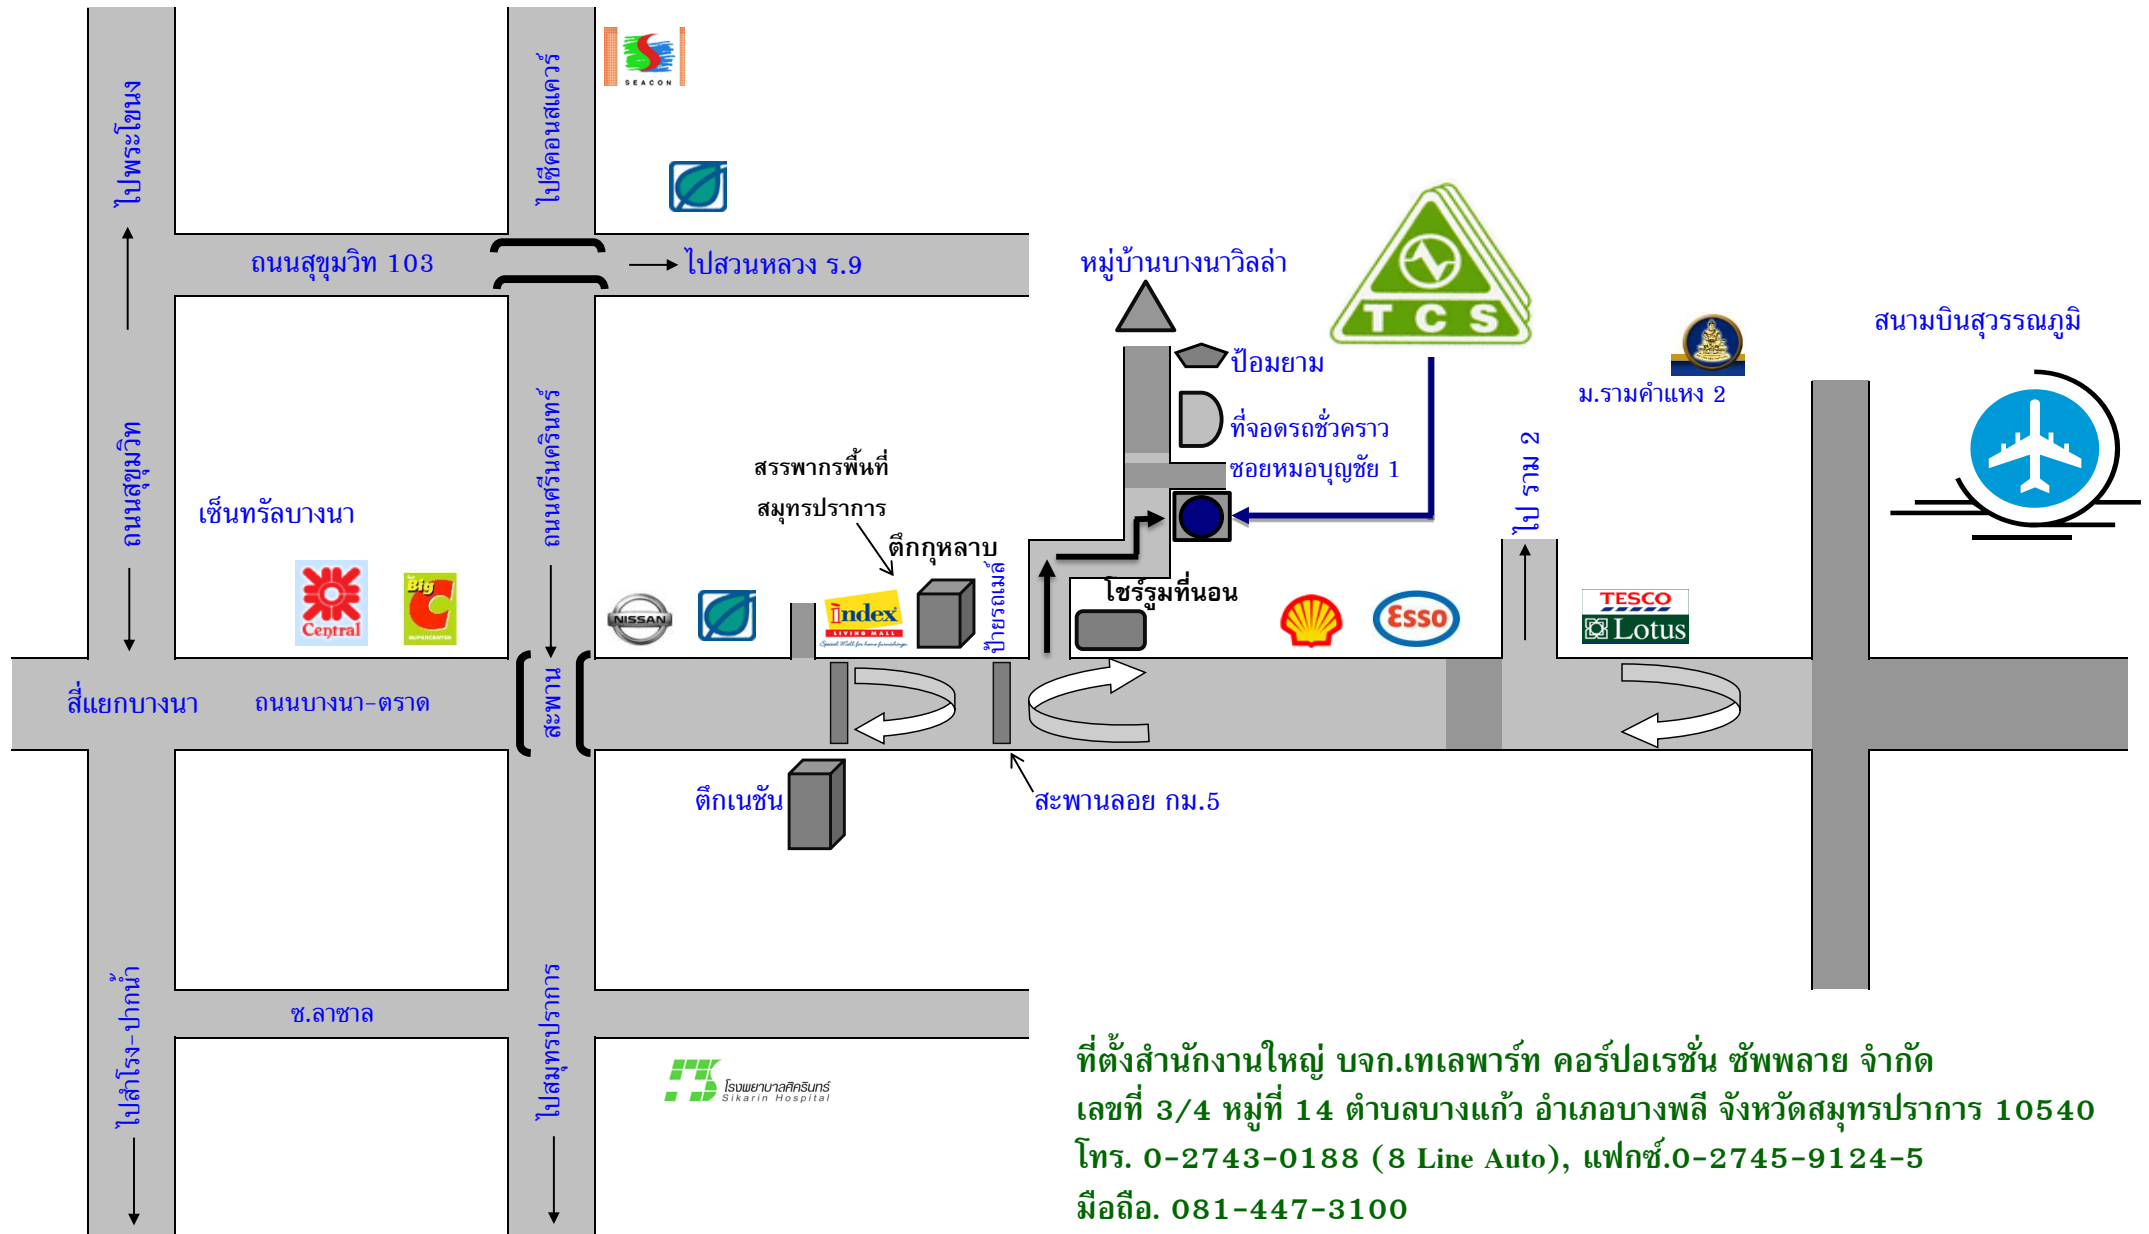 SEACON
ไปพระโขนง
ไปซีคอนสแควร์
ถนนสุขุมวิท 103
ไปสวนหลวง ร.9
หมู่บ้านบางนาวิลล่า
TCS
สนามบินสุวรรณภูมิ
ป้อมยาม
ม.รามคำแหง 2
ที่จอดรถชั่วคราว
ซอยหมอบุญชัย 1
ถนนสุขุมวิท
ถนนศรีรนครินทร์
ไป ราม 2
สรรพากรพื้นที่
สมุทรปราการ
เซ็นทรัลบางนา
ตึกกุหลาบ
ป้ายรถเมล์
โชร์รูมที่นอน
Central
Big C
SUPERCENTER
NISSAN
index
LIVING MALL
Special Mall for home furnishings
Esso
TESCO
Lotus
สี่แยกบางนา
ถนนบางนา-ตราด
สะพาน
ตึกเนชัน
สะพานลอย กม.5
ไปสำโรง-ปากน้ำ
ซ.ลาซาล
ไปสมุทรปราการ
โรงพยาบาลศิครินทร์
Sikarin Hospital
ที่ตั้งสำนักงานใหญ่ บจก.เทเลพาร์ท คอร์ปอเรชั่น ซัพพลาย จำกัด
เลขที่ 3/4 หมู่ที่ 14 ตำบลบางแก้ว อำเภอบางพลี จังหวัดสมุทรปราการ 10540
โทร. 0-2743-0188 (8 Line Auto), แฟกซ์.0-2745-9124-5
มือถือ. 081-447-3100